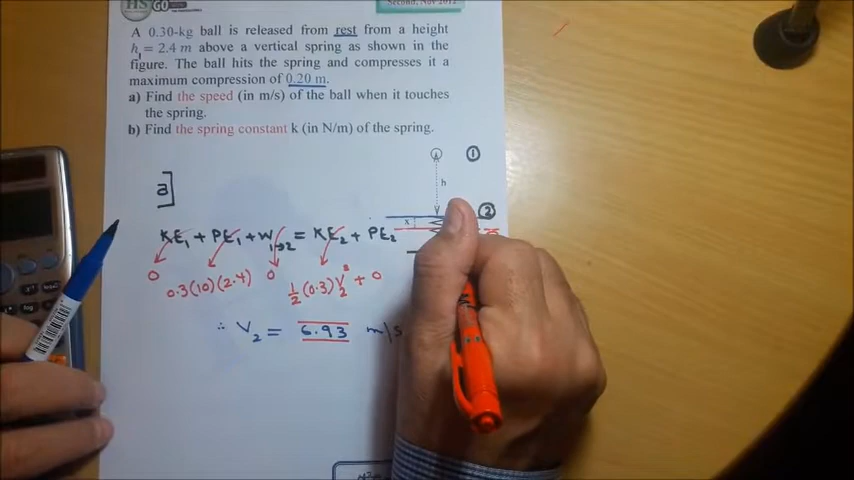 HS GO
Second, Nov 2012
A 0.30-kg ball is released from rest from a height
h₁ = 2.4 m above a vertical spring as shown in the
figure. The ball hits the spring and compresses it a
maximum compression of 0.20 m.
a) Find the speed (in m/s) of the ball when it touches
the spring.
b) Find the spring constant k (in N/m) of the spring.
①
h
②
x
a]
KE₁ + PE₁ + W₁→₂ = KE₂ + PE₂
0 0.3(10)(2.4) 0 ½(0.3)V₂² + 0
∴ V₂ = 6.93 m/s